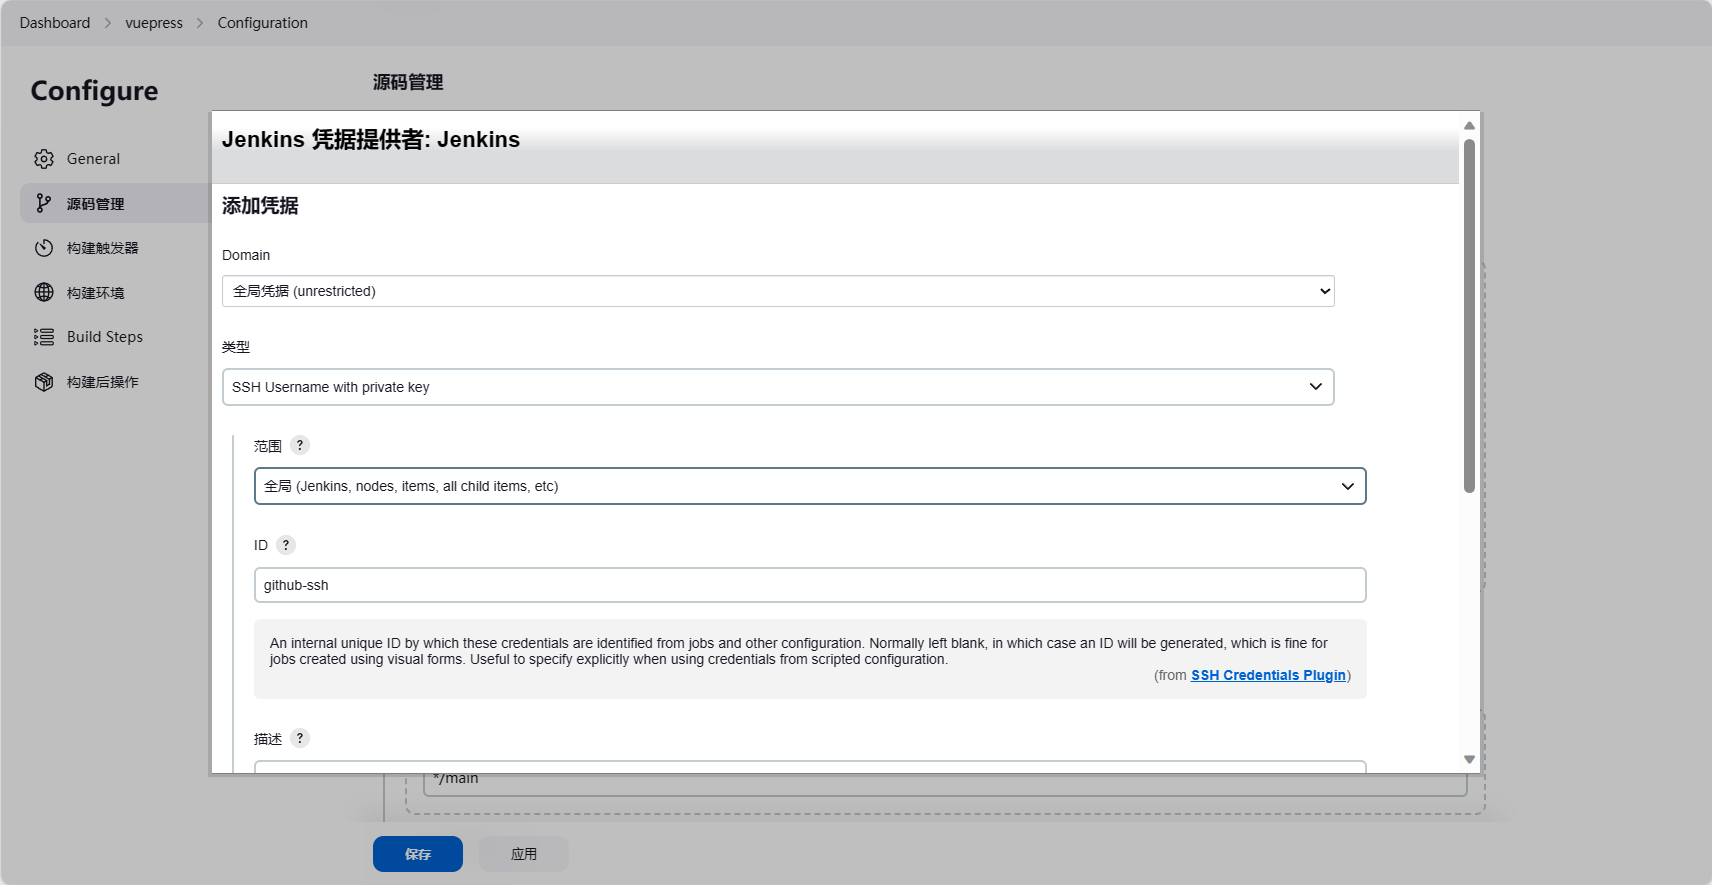 Dashboard > vuepress > Configuration
Configure
General
源码管理
构建触发器
构建环境
Build Steps
构建后操作
源码管理
Jenkins 凭据提供者: Jenkins
添加凭据
Domain
全局凭据 (unrestricted)
类型
SSH Username with private key
范围 ?
全局 (Jenkins, nodes, items, all child items, etc)
ID ?
github-ssh
An internal unique ID by which these credentials are identified from jobs and other configuration. Normally left blank, in which case an ID will be generated, which is fine for
jobs created using visual forms. Useful to specify explicitly when using credentials from scripted configuration.
(from SSH Credentials Plugin)
描述 ?
*/main
保存
应用